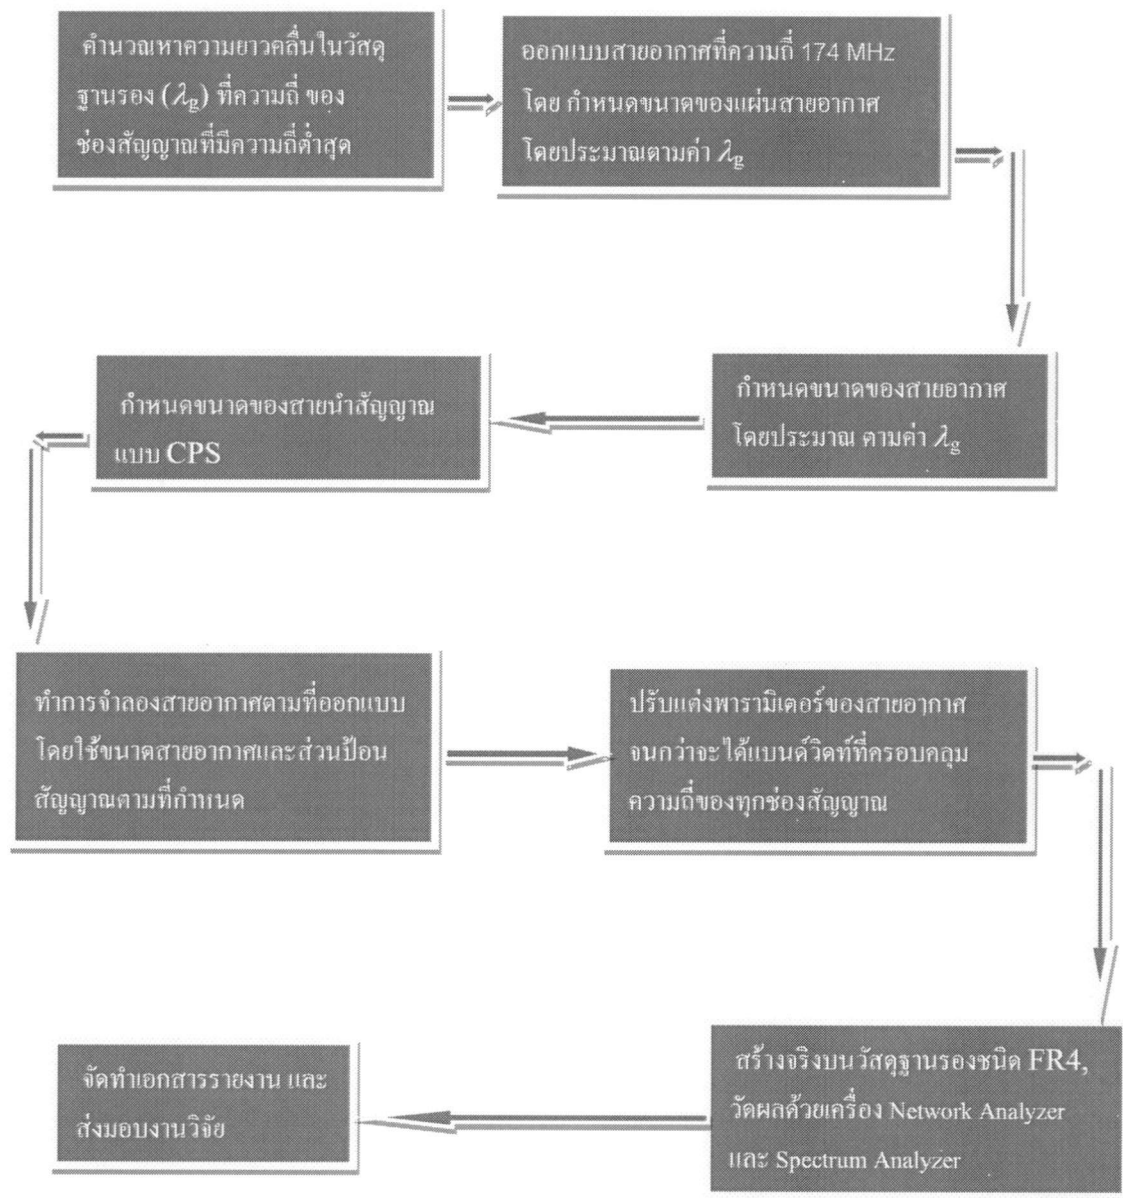 คำนวณหาความยาวคลื่นในวัสดุ
ฐานรอง (λg) ที่ความถี่ ของ
ช่องสัญญาณที่มีความถี่ต่ำสุด
ออกแบบสายอากาศที่ความถี่ 174 MHz
โดย กำหนดขนาดของแผ่นสายอากาศ
โดยประมาณตามค่า λg
กำหนดขนาดของสายอากาศ
โดยประมาณ ตามค่า λg
กำหนดขนาดของสายนำสัญญาณ
แบบ CPS
ทำการจำลองสายอากาศตามที่ออกแบบ
โดยใช้ขนาดสายอากาศและส่วนป้อน
สัญญาณตามที่กำหนด
ปรับแต่งพารามิเตอร์ของสายอากาศ
จนกว่าจะได้แบนด์วิดท์ที่ครอบคลุม
ความถี่ของทุกช่องสัญญาณ
สร้างจริงบนวัสดุฐานรองชนิด FR4,
วัดผลด้วยเครื่อง Network Analyzer
และ Spectrum Analyzer
จัดทำเอกสารรายงาน และ
ส่งมอบงานวิจัย